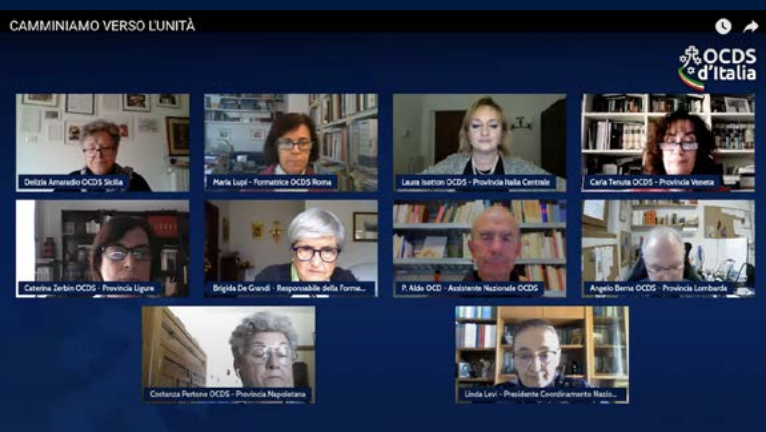 CAMMINIAMO VERSO L'UNITÀ
OCDS
d'Italia
Delizia Amaradio OCDS Sicilia
Maria Lupi - Formatrice OCDS Roma
Laura Isetton OCDS - Provincia Italia Centrale
Carla Tenuta OCDS - Provincia Veneta
Caterina Zerbin OCDS - Provincia Ligure
Brigida De Grandi - Responsabile della Forma...
P. Aldo OCD - Assistente Nazionale OCDS
Angelo Berna OCDS - Provincia Lombarda
Costanza Pertone OCDS - Provincia Napoletana
Linda Levi - Presidente Coordinamento Nazio...